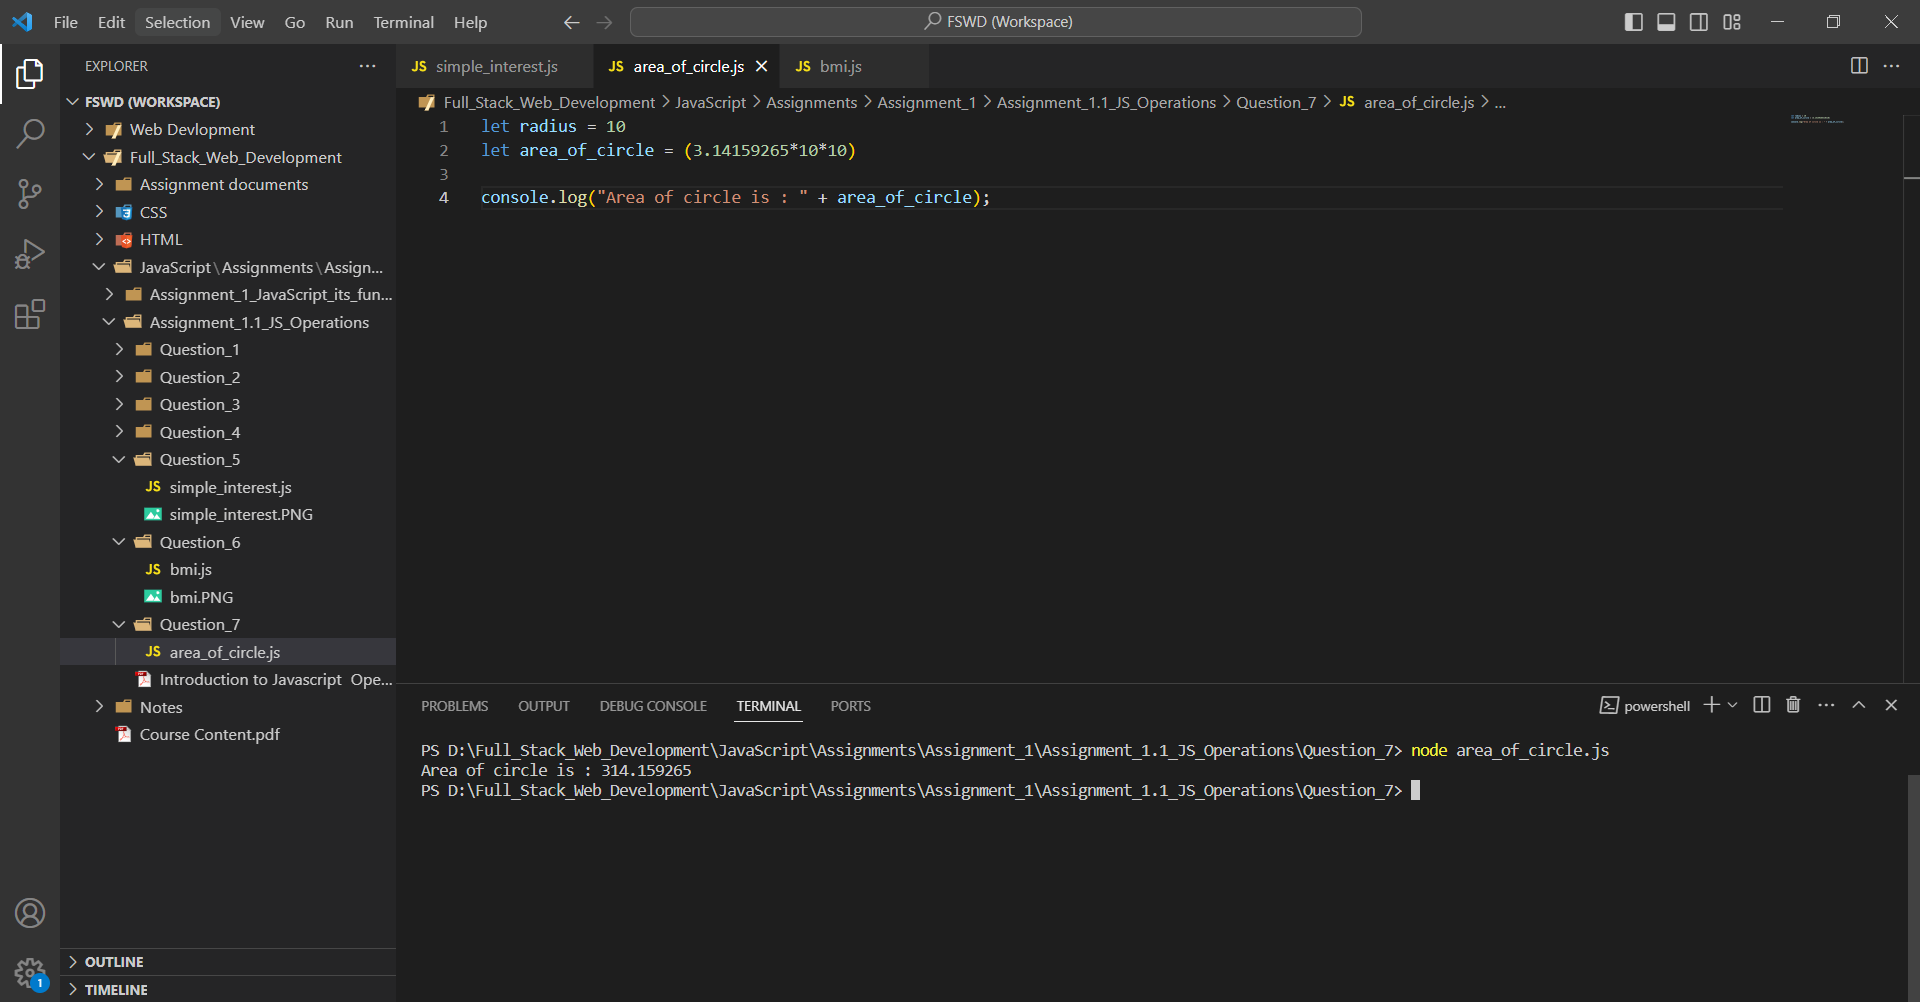 File Edit Selection View Go Run Terminal Help
FSWD (Workspace)
EXPLORER
FSWD (WORKSPACE)
Web Devlopment
Full_Stack_Web_Development
Assignment documents
CSS
HTML
JavaScript\Assignments\Assign...
Assignment_1_JavaScript_its_fun...
Assignment_1.1_JS_Operations
Question_1
Question_2
Question_3
Question_4
Question_5
JS simple_interest.js
simple_interest.PNG
Question_6
JS bmi.js
bmi.PNG
Question_7
JS area_of_circle.js
Introduction to Javascript Ope...
Notes
Course Content.pdf
OUTLINE
TIMELINE
1
JS simple_interest.js JS area_of_circle.js JS bmi.js
Full_Stack_Web_Development > JavaScript > Assignments > Assignment_1 > Assignment_1.1_JS_Operations > Question_7 > JS area_of_circle.js > ...
1 let radius = 10
2 let area_of_circle = (3.14159265*10*10)
3
4 console.log("Area of circle is : " + area_of_circle);
PROBLEMS OUTPUT DEBUG CONSOLE TERMINAL PORTS
powershell
PS D:\Full_Stack_Web_Development\JavaScript\Assignments\Assignment_1\Assignment_1.1_JS_Operations\Question_7> node area_of_circle.js
Area of circle is : 314.159265
PS D:\Full_Stack_Web_Development\JavaScript\Assignments\Assignment_1\Assignment_1.1_JS_Operations\Question_7>